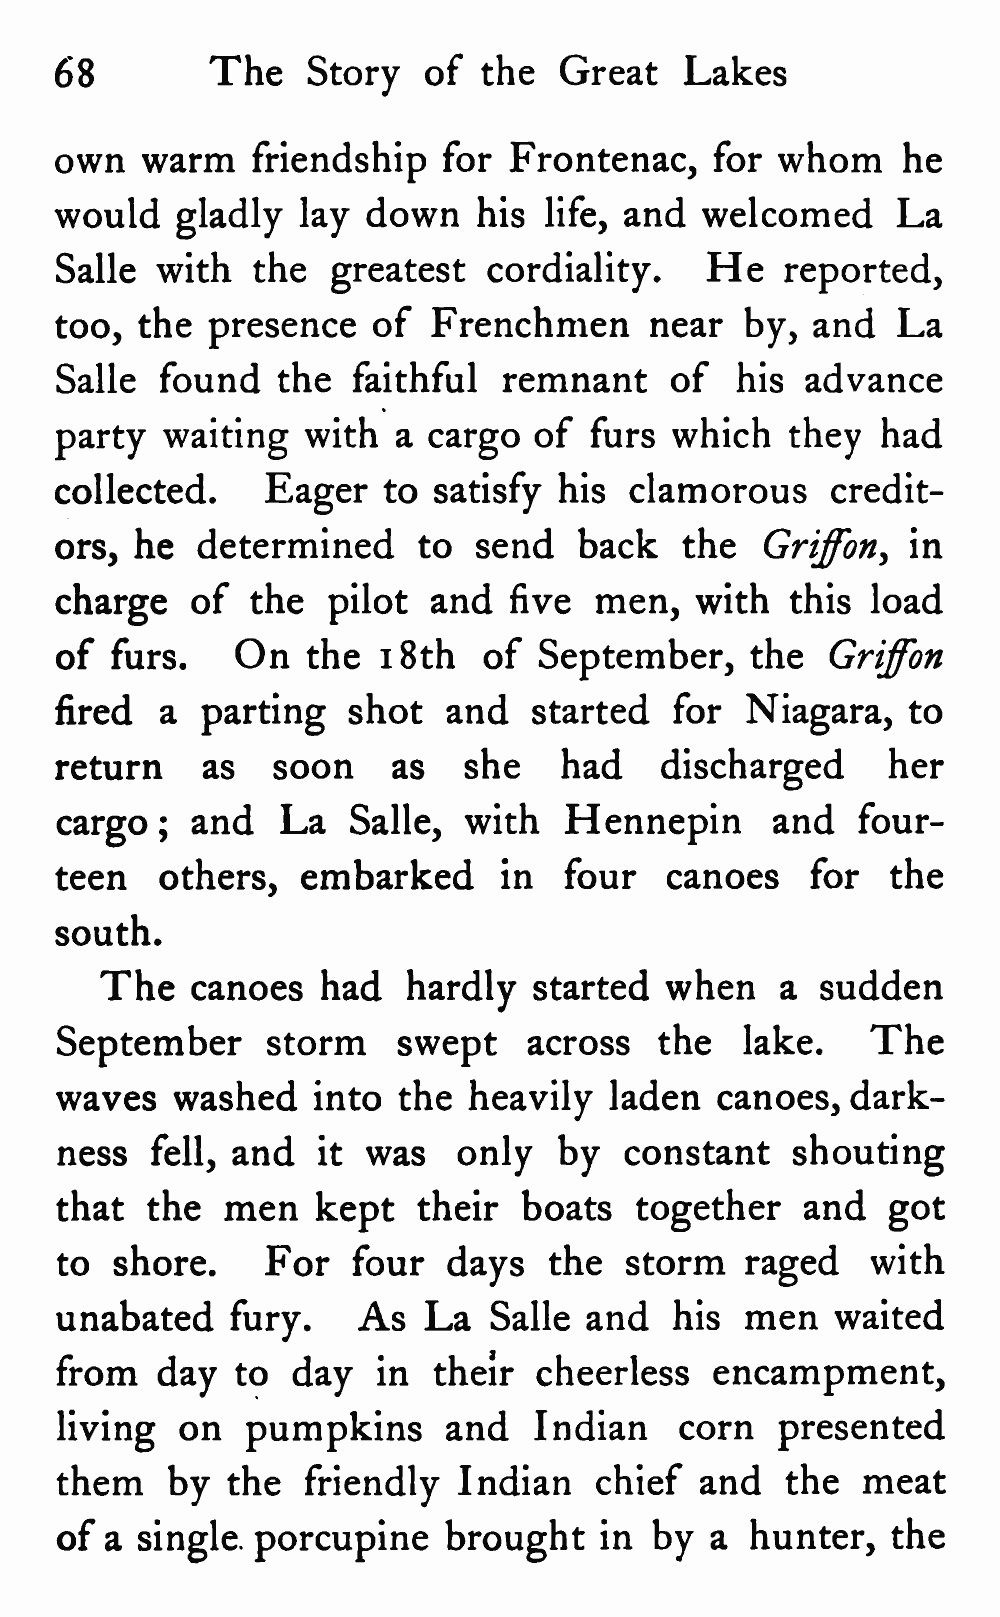 68 The Story of the Great Lakes
own warm friendship for Frontenac, for whom he
would gladly lay down his life, and welcomed La
Salle with the greatest cordiality. He reported,
too, the presence of Frenchmen near by, and La
Salle found the faithful remnant of his advance
party waiting with a cargo of furs which they had
collected. Eager to satisfy his clamorous credit-
ors, he determined to send back the Griffon, in
charge of the pilot and five men, with this load
of furs. On the 18th of September, the Griffon
fired a parting shot and started for Niagara, to
return as soon as she had discharged her
cargo; and La Salle, with Hennepin and four-
teen others, embarked in four canoes for the
south.
The canoes had hardly started when a sudden
September storm swept across the lake. The
waves washed into the heavily laden canoes, dark-
ness fell, and it was only by constant shouting
that the men kept their boats together and got
to shore. For four days the storm raged with
unabated fury. As La Salle and his men waited
from day to day in their cheerless encampment,
living on pumpkins and Indian corn presented
them by the friendly Indian chief and the meat
of a single porcupine brought in by a hunter, the